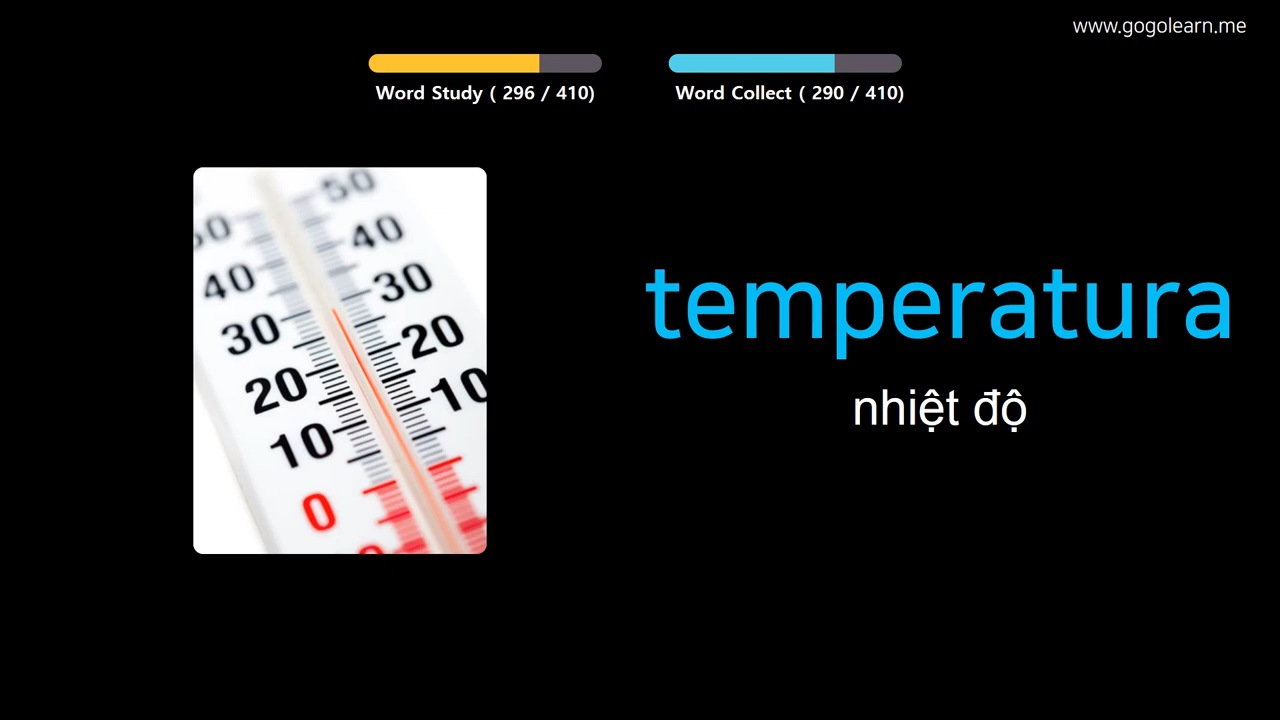 www.gogolearn.me
Word Study ( 296 / 410)
Word Collect ( 290 / 410)
50
40
40
30
30
20
20
10
10
0
temperatura
nhiệt độ